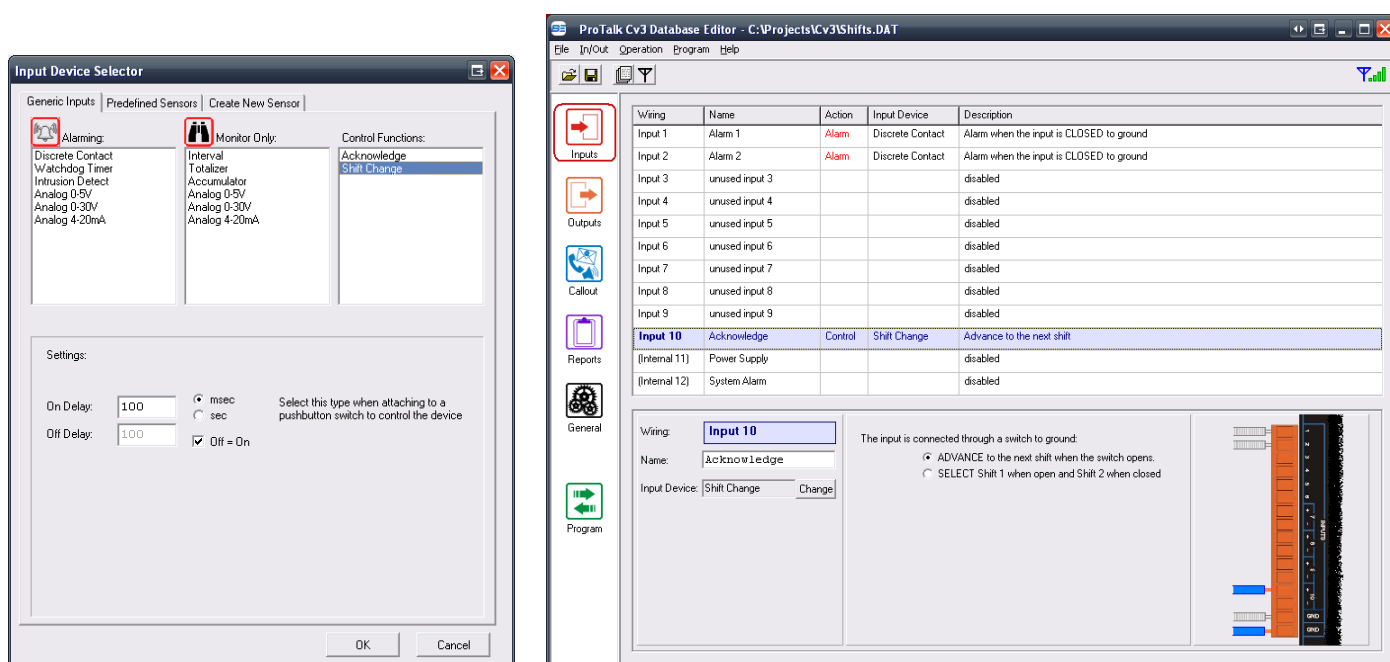 Input Device Selector
Generic Inputs Predefined Sensors Create New Sensor
Alarming: Monitor Only: Control Functions:
Discrete Contact
Watchdog Timer
Intrusion Detect
Analog 0-5V
Analog 0-30V
Analog 4-20mA
Interval
Totalizer
Accumulator
Analog 0-5V
Analog 0-30V
Analog 4-20mA
Acknowledge
Shift Change
Settings:
On Delay: 100 msec
sec
Select this type when attaching to a
pushbutton switch to control the device
Off Delay: 100 Off = On
OK Cancel
ProTalk Cv3 Database Editor - C:\Projects\Cv3\Shifts.DAT
File In/Out Operation Program Help
Inputs
Outputs
Callout
Reports
General
Program
Wiring Name Action Input Device Description
Input 1 Alarm 1 Alarm Discrete Contact Alarm when the input is CLOSED to ground
Input 2 Alarm 2 Alarm Discrete Contact Alarm when the input is CLOSED to ground
Input 3 unused input 3 disabled
Input 4 unused input 4 disabled
Input 5 unused input 5 disabled
Input 6 unused input 6 disabled
Input 7 unused input 7 disabled
Input 8 unused input 8 disabled
Input 9 unused input 9 disabled
Input 10 Acknowledge Control Shift Change Advance to the next shift
(Internal 11) Power Supply disabled
(Internal 12) System Alarm disabled
Wiring: Input 10
Name: Acknowledge
Input Device: Shift Change Change
The input is connected through a switch to ground:
ADVANCE to the next shift when the switch opens.
SELECT Shift 1 when open and Shift 2 when closed
INPUTS
GND
GND